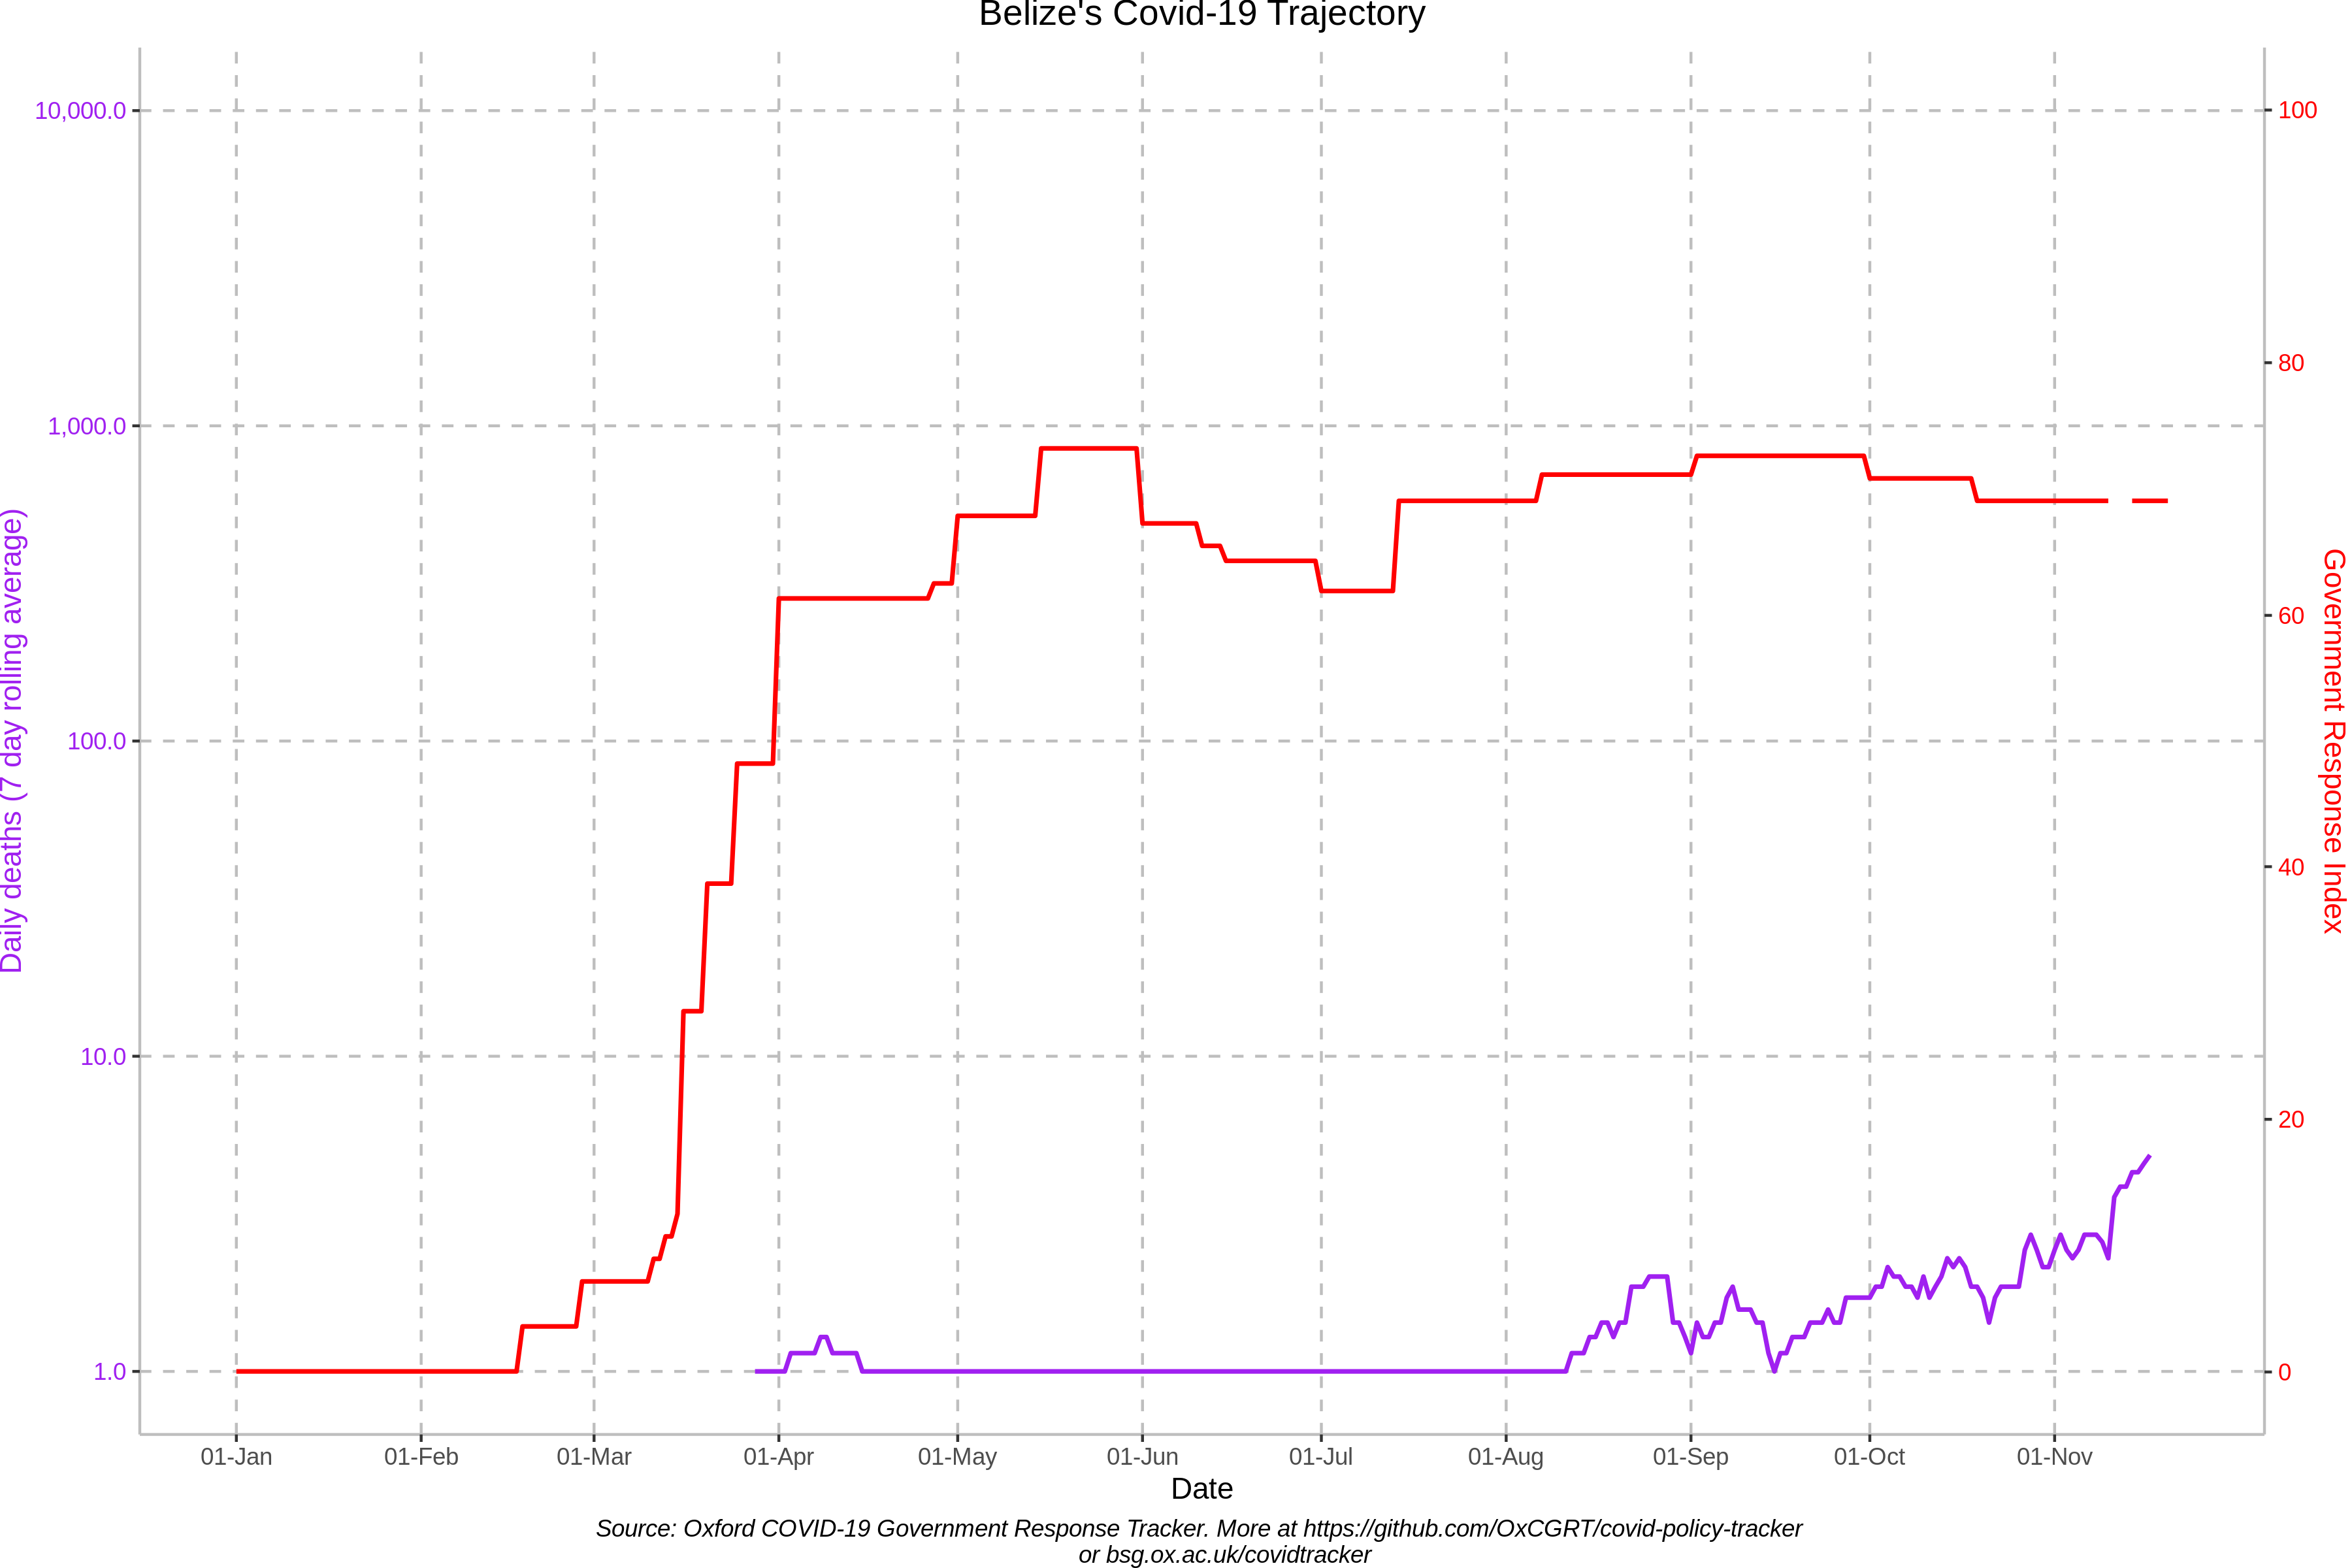 Belize's Covid-19 Trajectory
10,000.0
1,000.0
100.0
10.0
1.0
Daily deaths (7 day rolling average)
100
80
60
40
20
0
Government Response Index
01-Jan
01-Feb
01-Mar
01-Apr
01-May
01-Jun
01-Jul
01-Aug
01-Sep
01-Oct
01-Nov
Date
Source: Oxford COVID-19 Government Response Tracker. More at https://github.com/OxCGRT/covid-policy-tracker
or bsg.ox.ac.uk/covidtracker